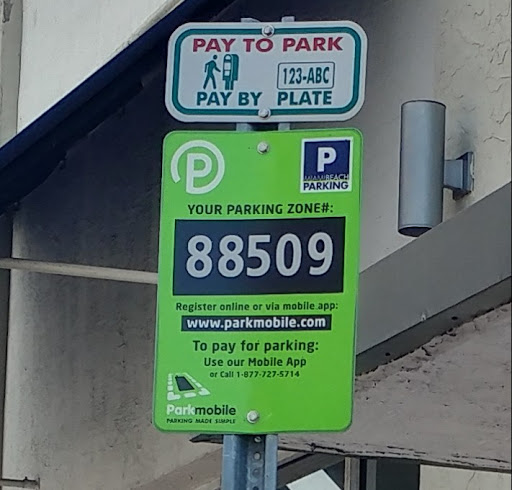 PAY TO PARK
123-ABC
PAY BY PLATE
P
P
MIAMIBEACH
PARKING
YOUR PARKING ZONE#:
88509
Register online or via mobile app:
www.parkmobile.com
To pay for parking:
Use our Mobile App
or Call 1-877-727-5714
Parkmobile
PARKING MADE SIMPLE